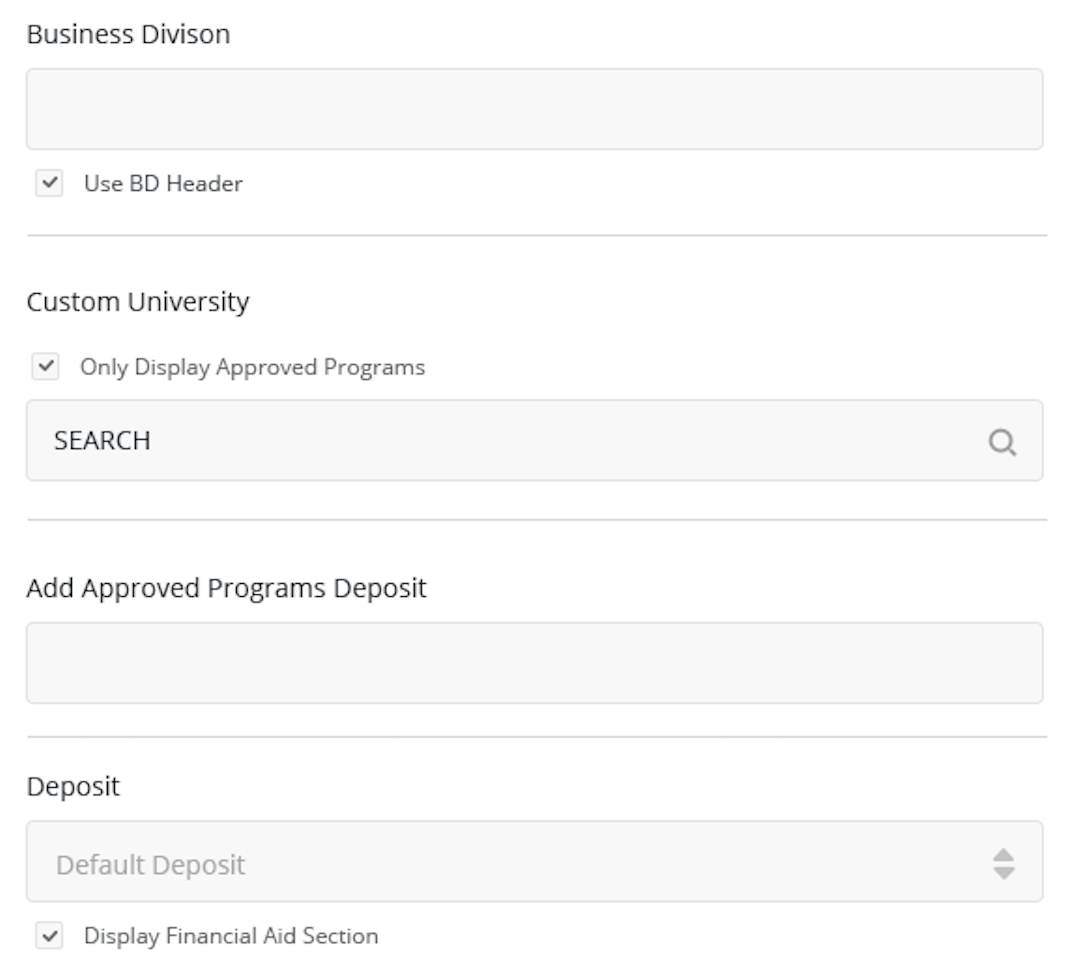 Business Divison
Use BD Header
Custom University
Only Display Approved Programs
SEARCH
Add Approved Programs Deposit
Deposit
Default Deposit
Display Financial Aid Section